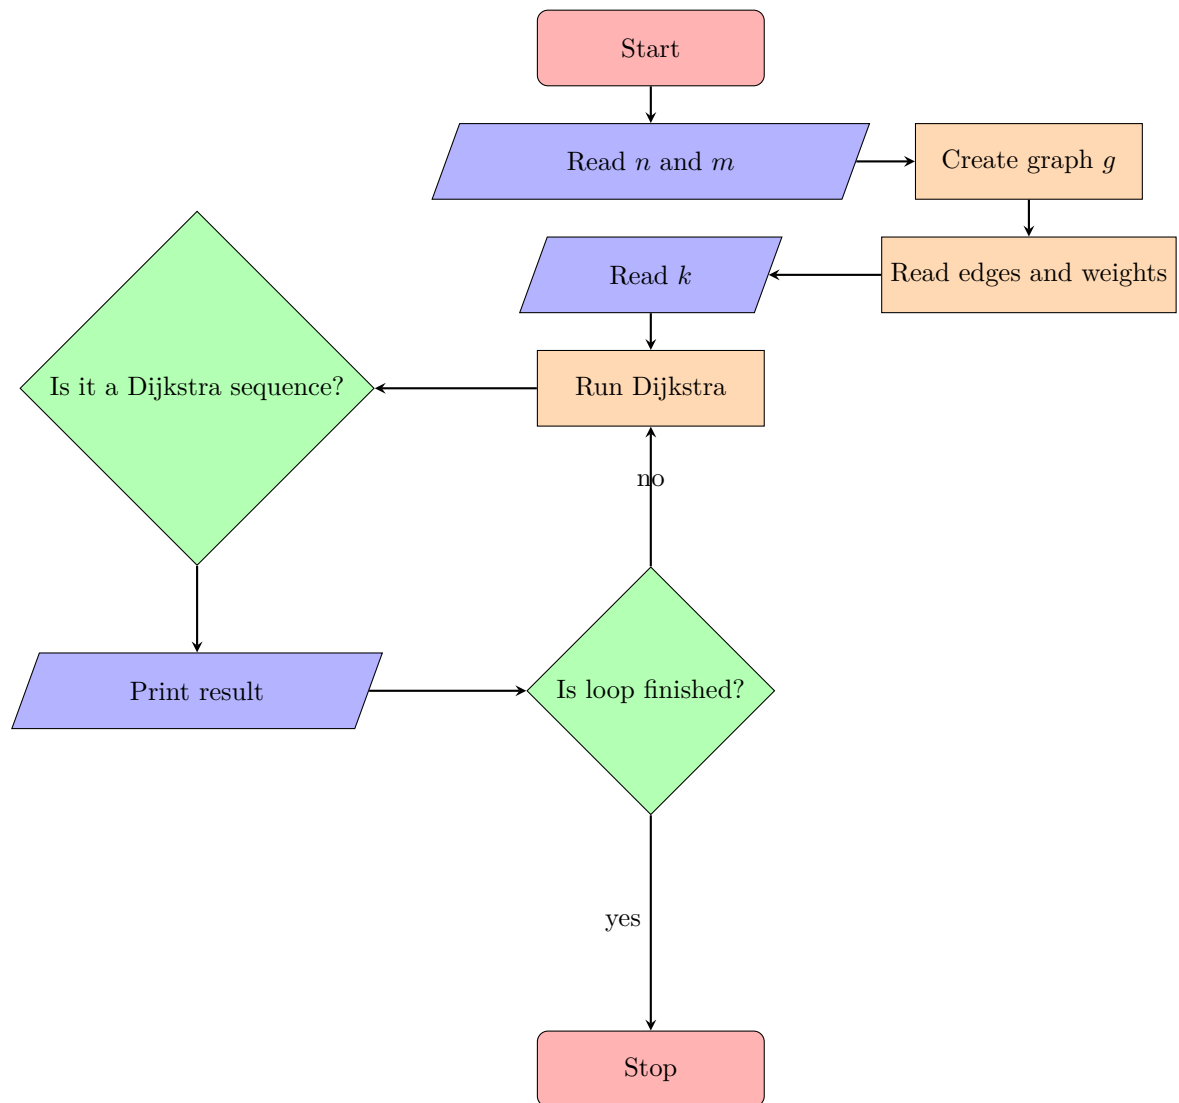 Start
Read n and m
Create graph g
Read k
Read edges and weights
Is it a Dijkstra sequence?
Run Dijkstra
no
Print result
Is loop finished?
yes
Stop